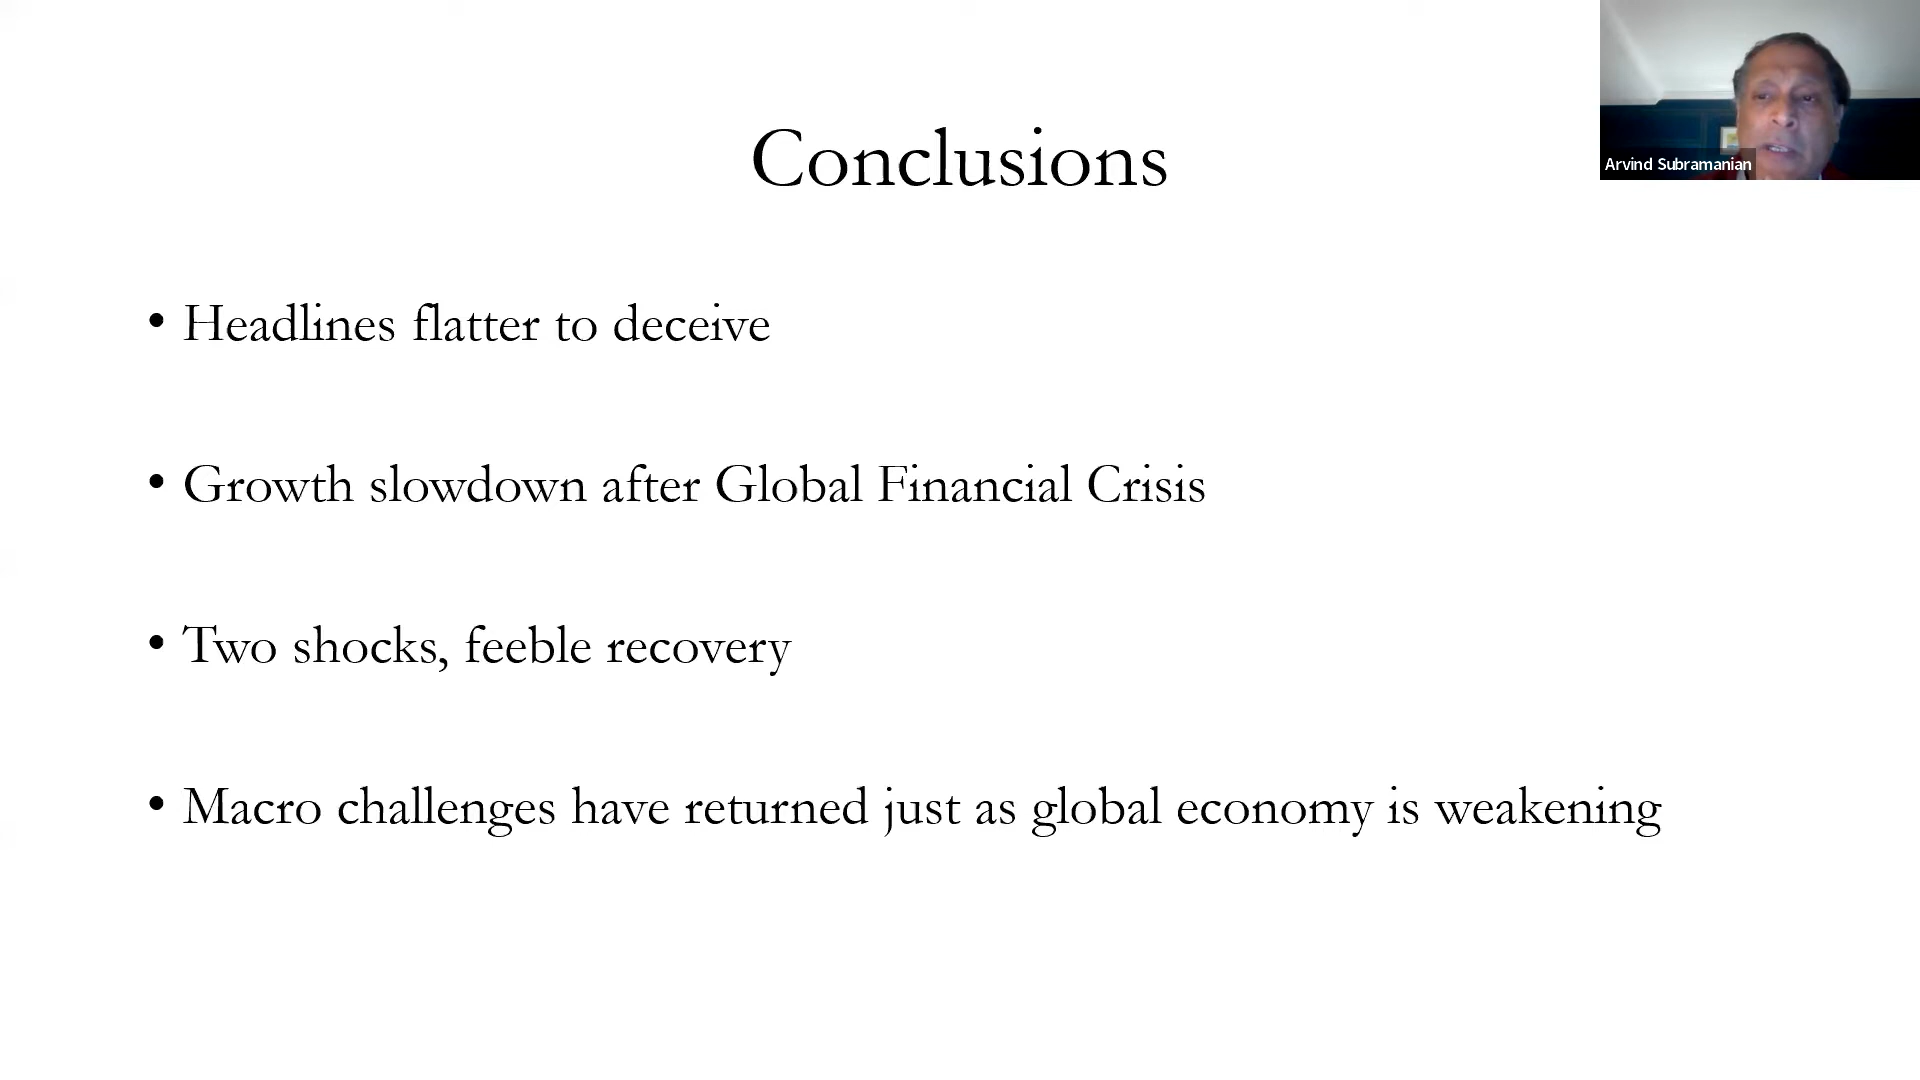 Conclusions
Arvind Subramanian
• Headlines flatter to deceive
• Growth slowdown after Global Financial Crisis
• Two shocks, feeble recovery
• Macro challenges have returned just as global economy is weakening